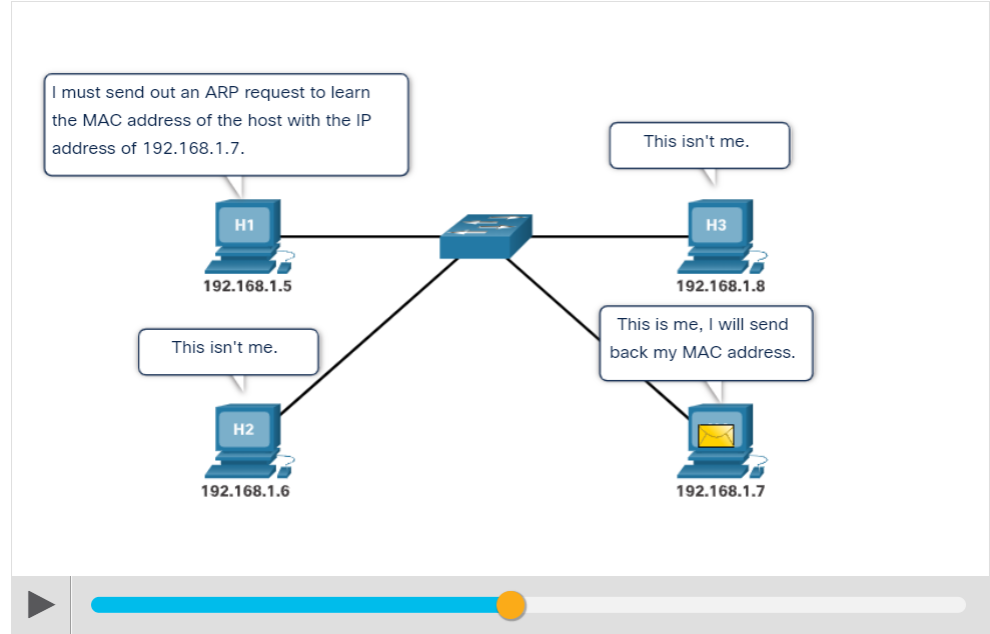 I must send out an ARP request to learn
the MAC address of the host with the IP
address of 192.168.1.7.
This isn't me.
H1
H3
192.168.1.5
192.168.1.8
This isn't me.
This is me, I will send
back my MAC address.
H2
192.168.1.6
192.168.1.7